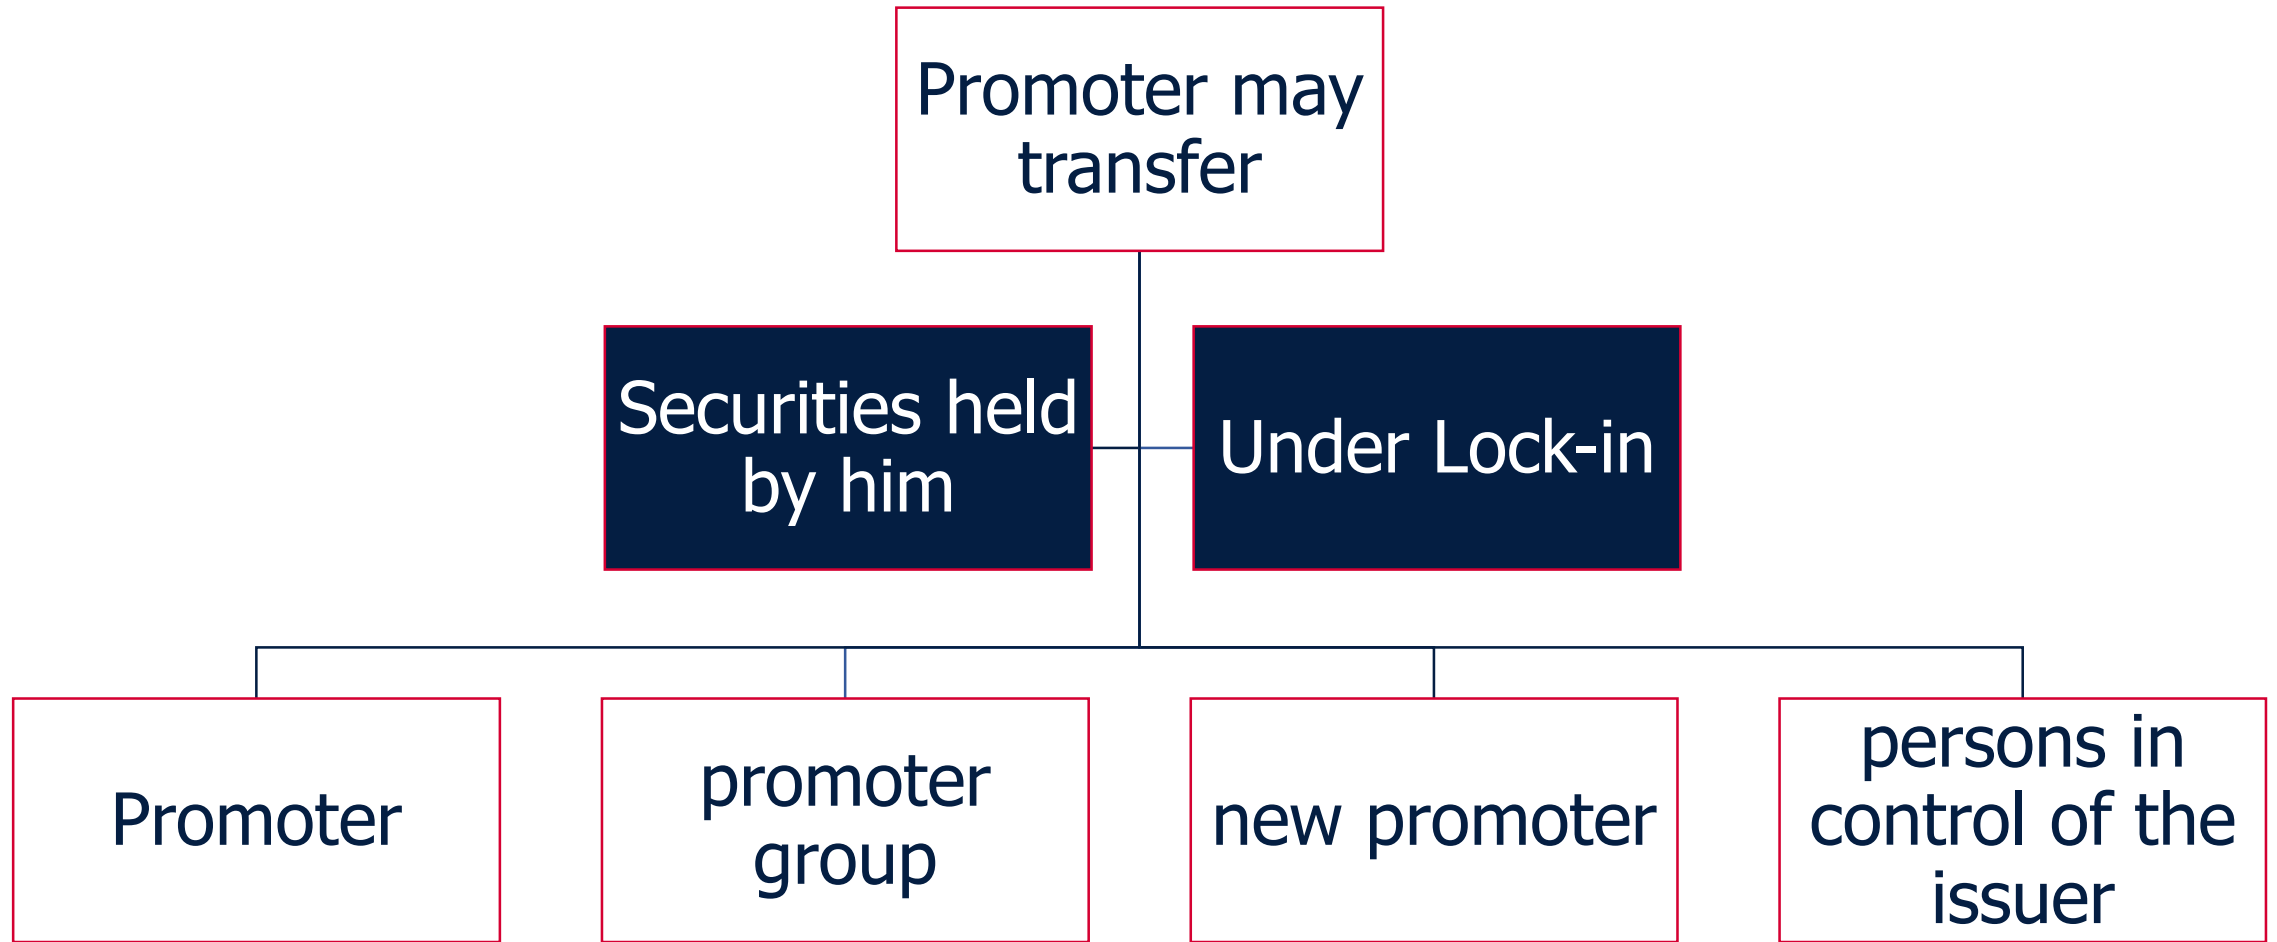 Promoter may
transfer
Securities held
by him
Under Lock-in
Promoter
promoter
group
new promoter
persons in
control of the
issuer